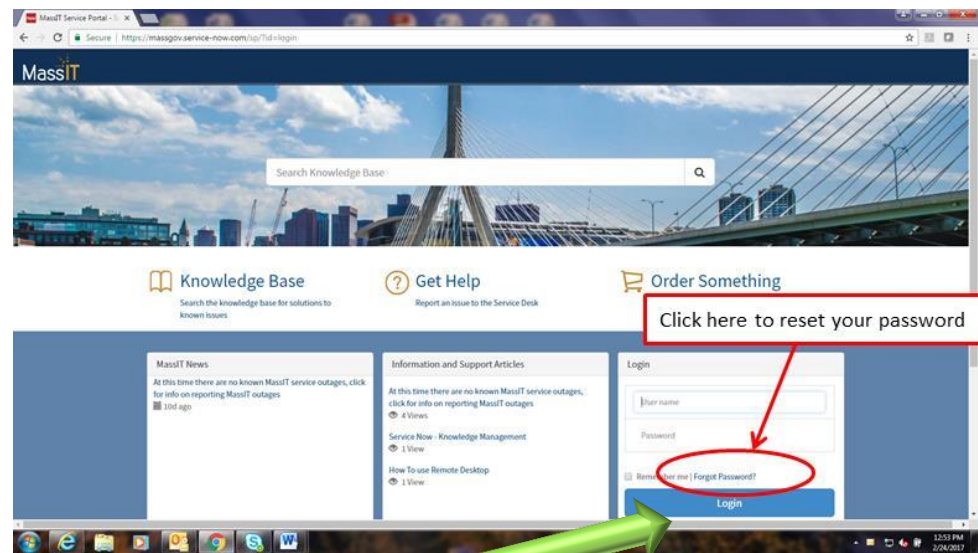 MassIT Service Portal - S
Secure | https://massgov.service-now.com/sp/?id=login
MassIT
Search Knowledge Base
Knowledge Base
Search the knowledge base for solutions to
known issues
Get Help
Report an issue to the Service Desk
Order Something
Click here to reset your password
MassIT News
At this time there are no known MassIT service outages, click
for info on reporting MassIT outages
10d ago
Information and Support Articles
At this time there are no known MassIT service outages,
click for info on reporting MassIT outages
4 Views
Service Now - Knowledge Management
1 View
How To use Remote Desktop
1 View
Login
User name
Password
Remember me | Forgot Password?
Login
12:53 PM
2/24/2017